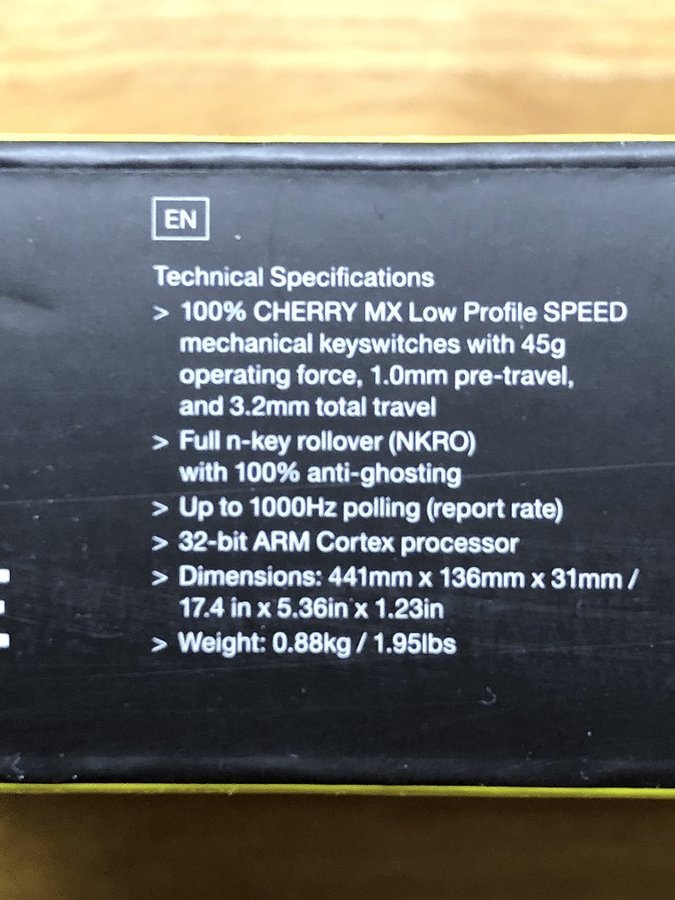 EN
Technical Specifications
> 100% CHERRY MX Low Profile SPEED
mechanical keyswitches with 45g
operating force, 1.0mm pre-travel,
and 3.2mm total travel
> Full n-key rollover (NKRO)
with 100% anti-ghosting
> Up to 1000Hz polling (report rate)
> 32-bit ARM Cortex processor
> Dimensions: 441mm x 136mm x 31mm /
17.4 in x 5.36in x 1.23in
> Weight: 0.88kg / 1.95lbs